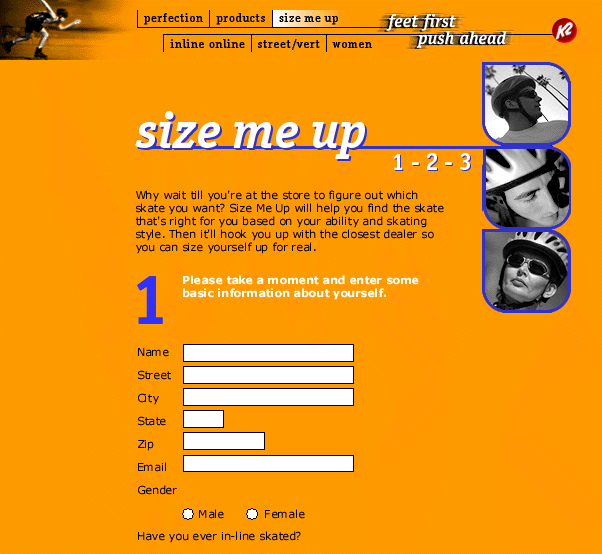 perfection products size me up
feet first
push ahead
K2
inline online street/vert women
size me up
1 - 2 - 3
Why wait till you're at the store to figure out which
skate you want? Size Me Up will help you find the skate
that's right for you based on your ability and skating
style. Then it'll hook you up with the closest dealer so
you can size yourself up for real.
1
Please take a moment and enter some
basic information about yourself.
Name
Street
City
State
Zip
Email
Gender
Male Female
Have you ever in-line skated?